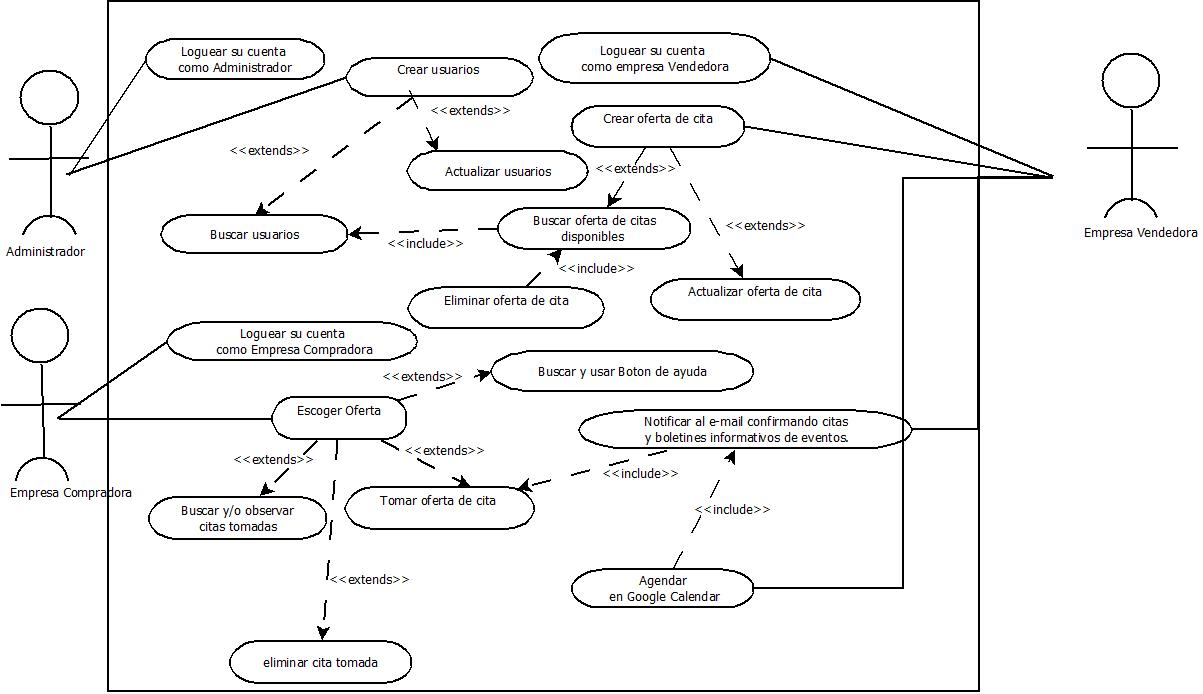 Loguear su cuenta
como Administrador
Crear usuarios
Loguear su cuenta
como empresa Vendedora
<<extends>>
Crear oferta de cita
<<extends>>
Actualizar usuarios
<<extends>>
Administrador
Buscar usuarios
<<include>>
Buscar oferta de citas
disponibles
<<extends>>
Empresa Vendedora
<<include>>
Eliminar oferta de cita
Actualizar oferta de cita
Loguear su cuenta
como Empresa Compradora
<<extends>>
Buscar y usar Boton de ayuda
Escoger Oferta
Notificar al e-mail confirmando citas
y boletines informativos de eventos.
<<extends>>
<<extends>>
<<include>>
Empresa Compradora
Buscar y/o observar
citas tomadas
Tomar oferta de cita
<<include>>
<<extends>>
Agendar
en Google Calendar
eliminar cita tomada